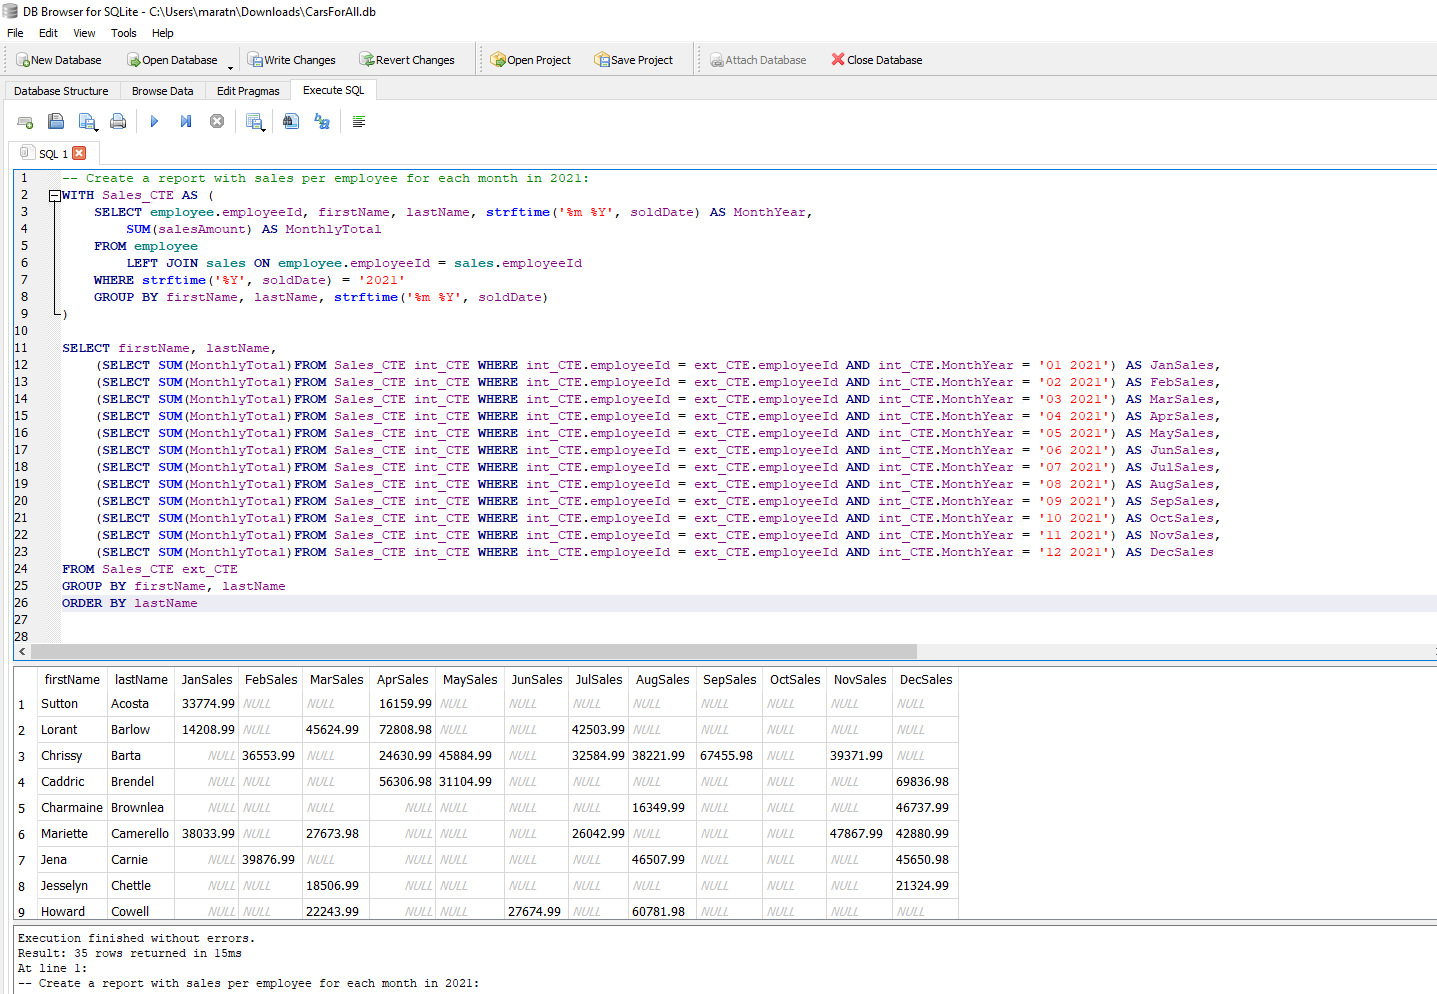 DB Browser for SQLite - C:\Users\maratn\Downloads\CarsForAll.db
File Edit View Tools Help
New Database Open Database Write Changes Revert Changes Open Project Save Project Attach Database Close Database
Database Structure Browse Data Edit Pragmas Execute SQL
SQL 1
1 -- Create a report with sales per employee for each month in 2021:
2 WITH Sales_CTE AS (
3 SELECT employee.employeeId, firstName, lastName, strftime('%m %Y', soldDate) AS MonthYear,
4 SUM(salesAmount) AS MonthlyTotal
5 FROM employee
6 LEFT JOIN sales ON employee.employeeId = sales.employeeId
7 WHERE strftime('%Y', soldDate) = '2021'
8 GROUP BY firstName, lastName, strftime('%m %Y', soldDate)
9 )
10
11 SELECT firstName, lastName,
12 (SELECT SUM(MonthlyTotal)FROM Sales_CTE int_CTE WHERE int_CTE.employeeId = ext_CTE.employeeId AND int_CTE.MonthYear = '01 2021') AS JanSales,
13 (SELECT SUM(MonthlyTotal)FROM Sales_CTE int_CTE WHERE int_CTE.employeeId = ext_CTE.employeeId AND int_CTE.MonthYear = '02 2021') AS FebSales,
14 (SELECT SUM(MonthlyTotal)FROM Sales_CTE int_CTE WHERE int_CTE.employeeId = ext_CTE.employeeId AND int_CTE.MonthYear = '03 2021') AS MarSales,
15 (SELECT SUM(MonthlyTotal)FROM Sales_CTE int_CTE WHERE int_CTE.employeeId = ext_CTE.employeeId AND int_CTE.MonthYear = '04 2021') AS AprSales,
16 (SELECT SUM(MonthlyTotal)FROM Sales_CTE int_CTE WHERE int_CTE.employeeId = ext_CTE.employeeId AND int_CTE.MonthYear = '05 2021') AS MaySales,
17 (SELECT SUM(MonthlyTotal)FROM Sales_CTE int_CTE WHERE int_CTE.employeeId = ext_CTE.employeeId AND int_CTE.MonthYear = '06 2021') AS JunSales,
18 (SELECT SUM(MonthlyTotal)FROM Sales_CTE int_CTE WHERE int_CTE.employeeId = ext_CTE.employeeId AND int_CTE.MonthYear = '07 2021') AS JulSales,
19 (SELECT SUM(MonthlyTotal)FROM Sales_CTE int_CTE WHERE int_CTE.employeeId = ext_CTE.employeeId AND int_CTE.MonthYear = '08 2021') AS AugSales,
20 (SELECT SUM(MonthlyTotal)FROM Sales_CTE int_CTE WHERE int_CTE.employeeId = ext_CTE.employeeId AND int_CTE.MonthYear = '09 2021') AS SepSales,
21 (SELECT SUM(MonthlyTotal)FROM Sales_CTE int_CTE WHERE int_CTE.employeeId = ext_CTE.employeeId AND int_CTE.MonthYear = '10 2021') AS OctSales,
22 (SELECT SUM(MonthlyTotal)FROM Sales_CTE int_CTE WHERE int_CTE.employeeId = ext_CTE.employeeId AND int_CTE.MonthYear = '11 2021') AS NovSales,
23 (SELECT SUM(MonthlyTotal)FROM Sales_CTE int_CTE WHERE int_CTE.employeeId = ext_CTE.employeeId AND int_CTE.MonthYear = '12 2021') AS DecSales
24 FROM Sales_CTE ext_CTE
25 GROUP BY firstName, lastName
26 ORDER BY lastName
27
28
firstName lastName JanSales FebSales MarSales AprSales MaySales JunSales JulSales AugSales SepSales OctSales NovSales DecSales
1 Sutton Acosta 33774.99 NULL NULL 16159.99 NULL NULL NULL NULL NULL NULL NULL NULL
2 Lorant Barlow 14208.99 NULL 45624.99 72808.98 NULL NULL 42503.99 NULL NULL NULL NULL NULL
3 Chrissy Barta NULL 36553.99 NULL 24630.99 45884.99 NULL 32584.99 38221.99 67455.98 NULL 39371.99 NULL
4 Caddric Brendel NULL NULL NULL 56306.98 31104.99 NULL NULL NULL NULL NULL NULL 69836.98
5 Charmaine Brownlea NULL NULL NULL NULL NULL NULL NULL 16349.99 NULL NULL NULL 46737.99
6 Mariette Camerello 38033.99 NULL 27673.98 NULL NULL NULL 26042.99 NULL NULL NULL 47867.99 42880.99
7 Jena Carnie NULL 39876.99 NULL NULL NULL NULL NULL 46507.99 NULL NULL NULL 45650.98
8 Jesselyn Chettle NULL NULL 18506.99 NULL NULL NULL NULL NULL NULL NULL NULL 21324.99
9 Howard Cowell NULL NULL 22243.99 NULL NULL 27674.99 NULL 60781.98 NULL NULL NULL NULL
Execution finished without errors.
Result: 35 rows returned in 15ms
At line 1:
-- Create a report with sales per employee for each month in 2021: